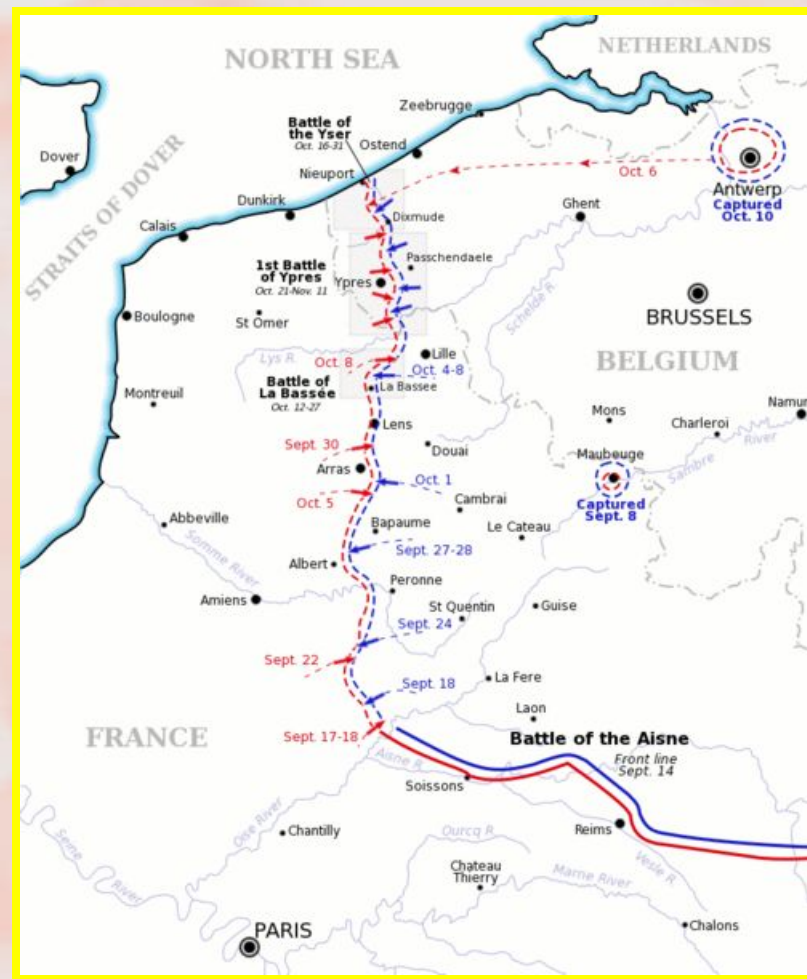 NORTH SEA
NETHERLANDS
Zeebrugge
Battle of
the Yser
Oct. 16-31
Ostend
Dover
Nieuport
STRAITS OF DOVER
Oct. 6
Antwerp
Captured
Oct. 10
Dunkirk
Dixmude
Ghent
Calais
Passchendaele
1st Battle
of Ypres
Oct. 21-Nov. 11
Ypres
Schelde R.
BRUSSELS
Boulogne
St Omer
Lys R.
Oct. 8
Lille
Oct. 4-8
BELGIUM
Battle of
La Bassée
Oct. 12-27
La Bassee
Montreuil
Lens
Mons
Charleroi
Namur
Sept. 30
Douai
Maubeuge
Sambre
River
Arras
Oct. 1
Captured
Sept. 8
Oct. 5
Cambrai
Abbeville
Bapaume
Le Cateau
Somme River
Sept. 27-28
Albert
Peronne
Amiens
St Quentin
Guise
Sept. 24
Sept. 22
Sept. 18
La Fere
Laon
FRANCE
Sept. 17-18
Battle of the Aisne
Front line
Sept. 14
Aisne R.
Soissons
Oise River
Chantilly
Ourcq R
Reims
Seine
River
Chateau
Thierry
Marne River
Vesle R
PARIS
Chalons